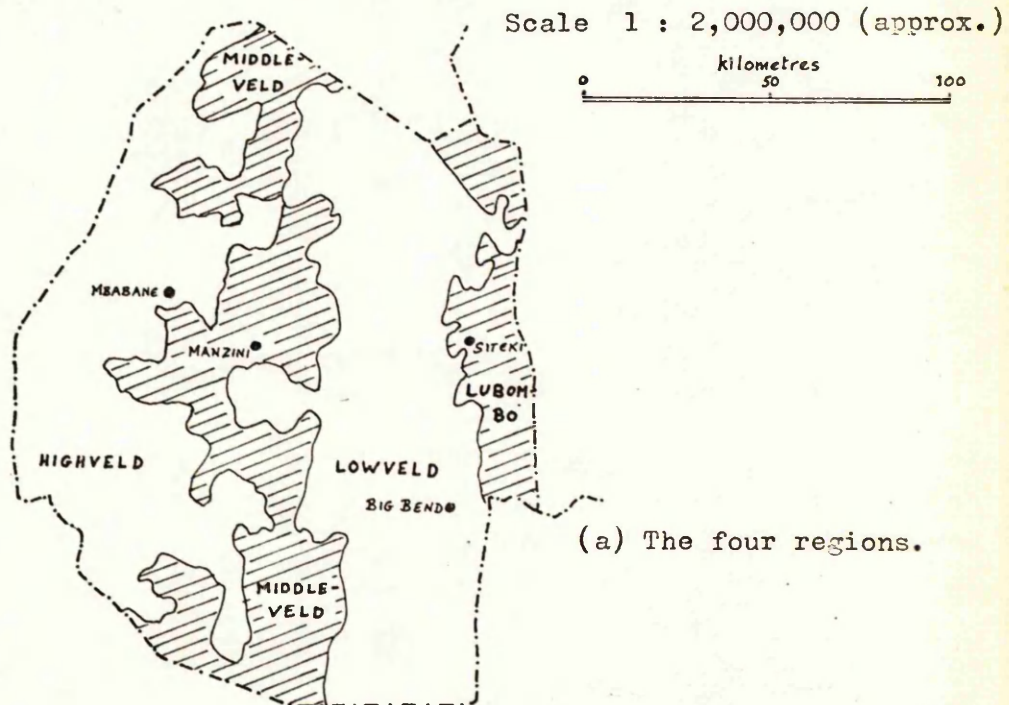 Scale 1 : 2,000,000 (approx.)
kilometres
0 50 100
MIDDLE-
VELD
MBABANE
MANZINI
SITEKI
LUBOM-
BO
HIGHVELD
LOWVELD
BIG BEND
(a) The four regions.
MIDDLE-
VELD